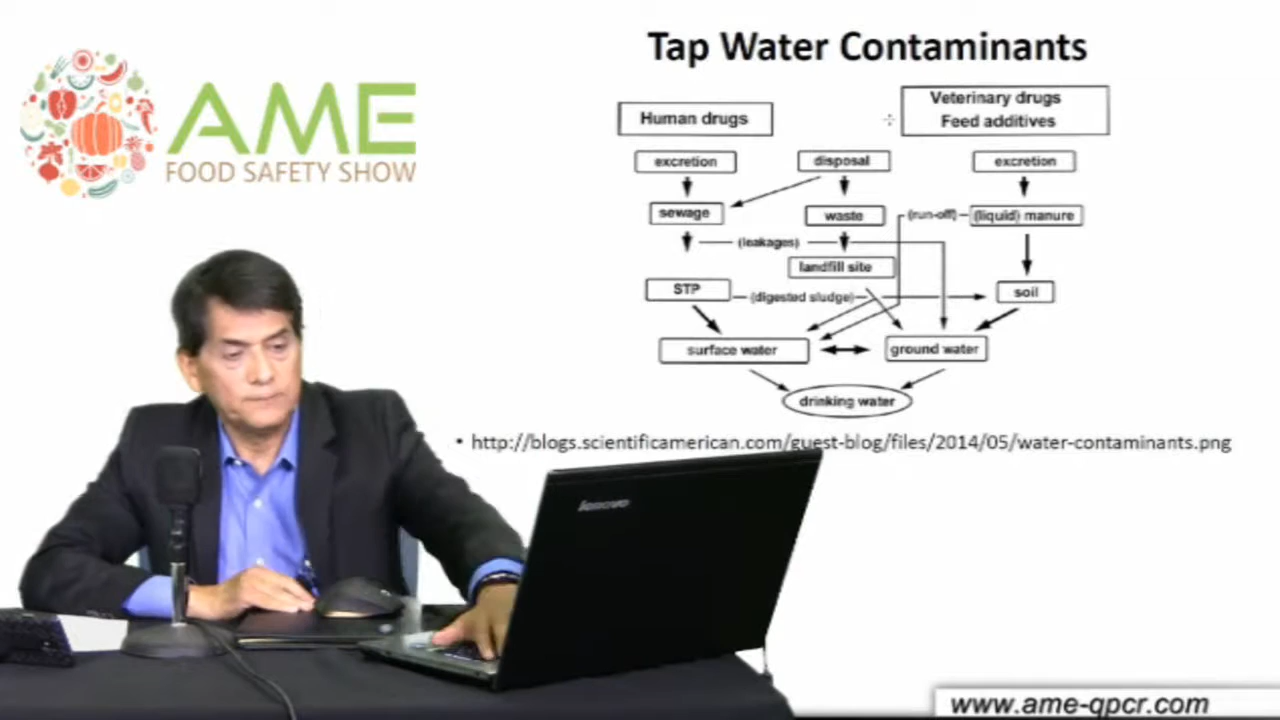 Tap Water Contaminants
AME
FOOD SAFETY SHOW
Human drugs
Veterinary drugs
Feed additives
excretion
disposal
excretion
sewage
waste
(run-off)
(liquid) manure
(leakages)
landfill site
STP
(digested sludge)
soil
surface water
ground water
drinking water
• http://blogs.scientificamerican.com/guest-blog/files/2014/05/water-contaminants.png
lenovo
www.ame-qpcr.com